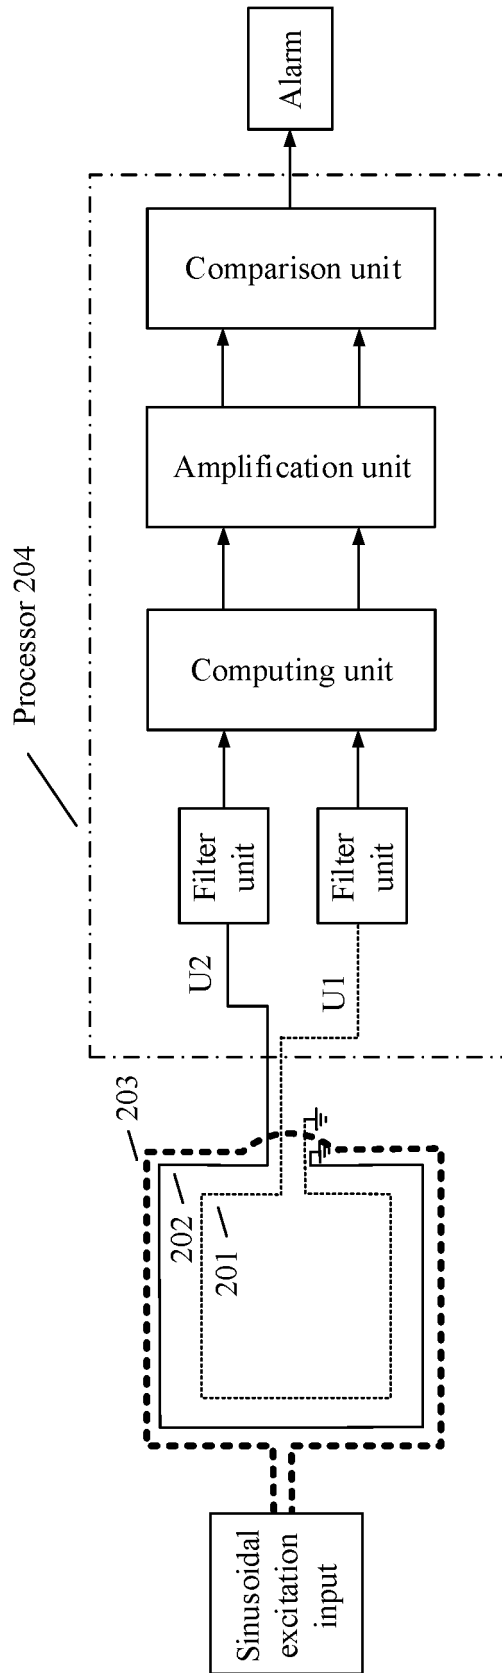 Processor 204
Sinusoidal
excitation
input
203
202
201
U2
U1
Filter
unit
Filter
unit
Computing unit
Amplification unit
Comparison unit
Alarm